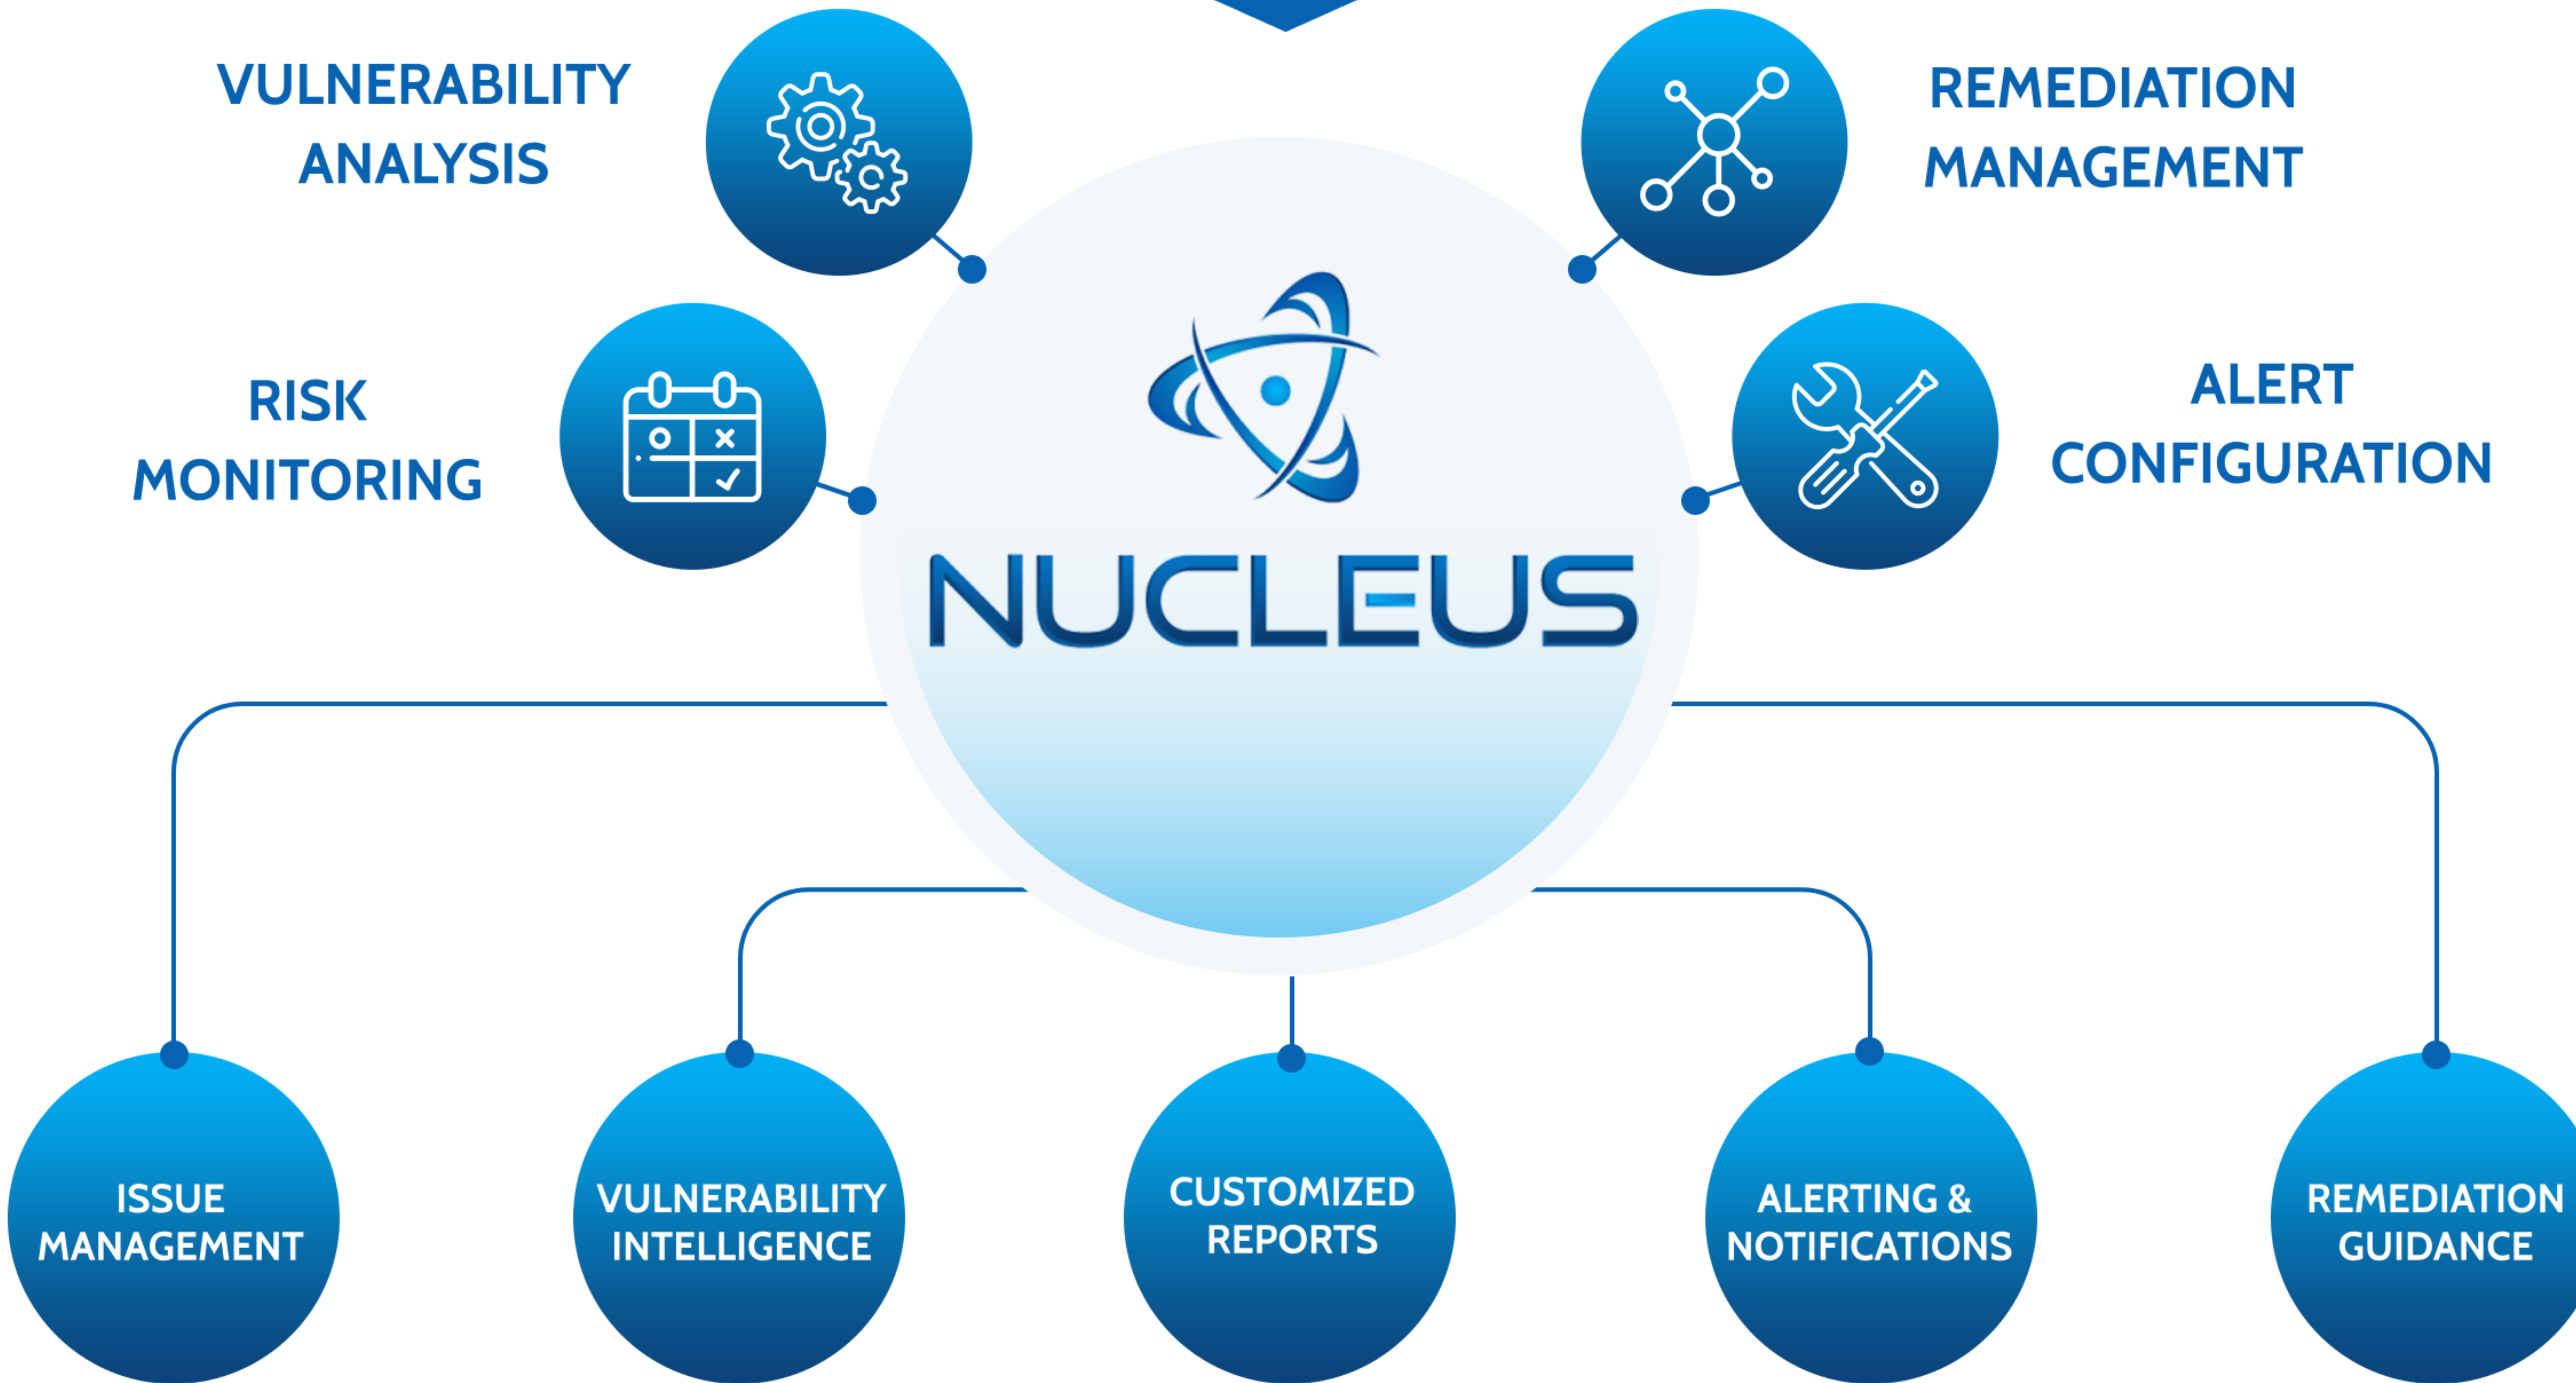 VULNERABILITY
ANALYSIS
REMEDIATION
MANAGEMENT
RISK
MONITORING
ALERT
CONFIGURATION
NUCLEUS
ISSUE
MANAGEMENT
VULNERABILITY
INTELLIGENCE
CUSTOMIZED
REPORTS
ALERTING &
NOTIFICATIONS
REMEDIATION
GUIDANCE